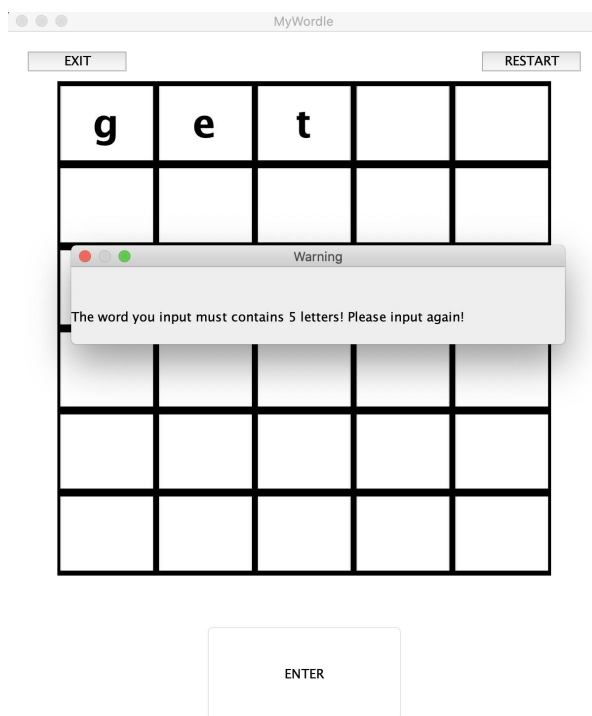 MyWordle
EXIT RESTART
g e t
Warning
The word you input must contains 5 letters! Please input again!
ENTER